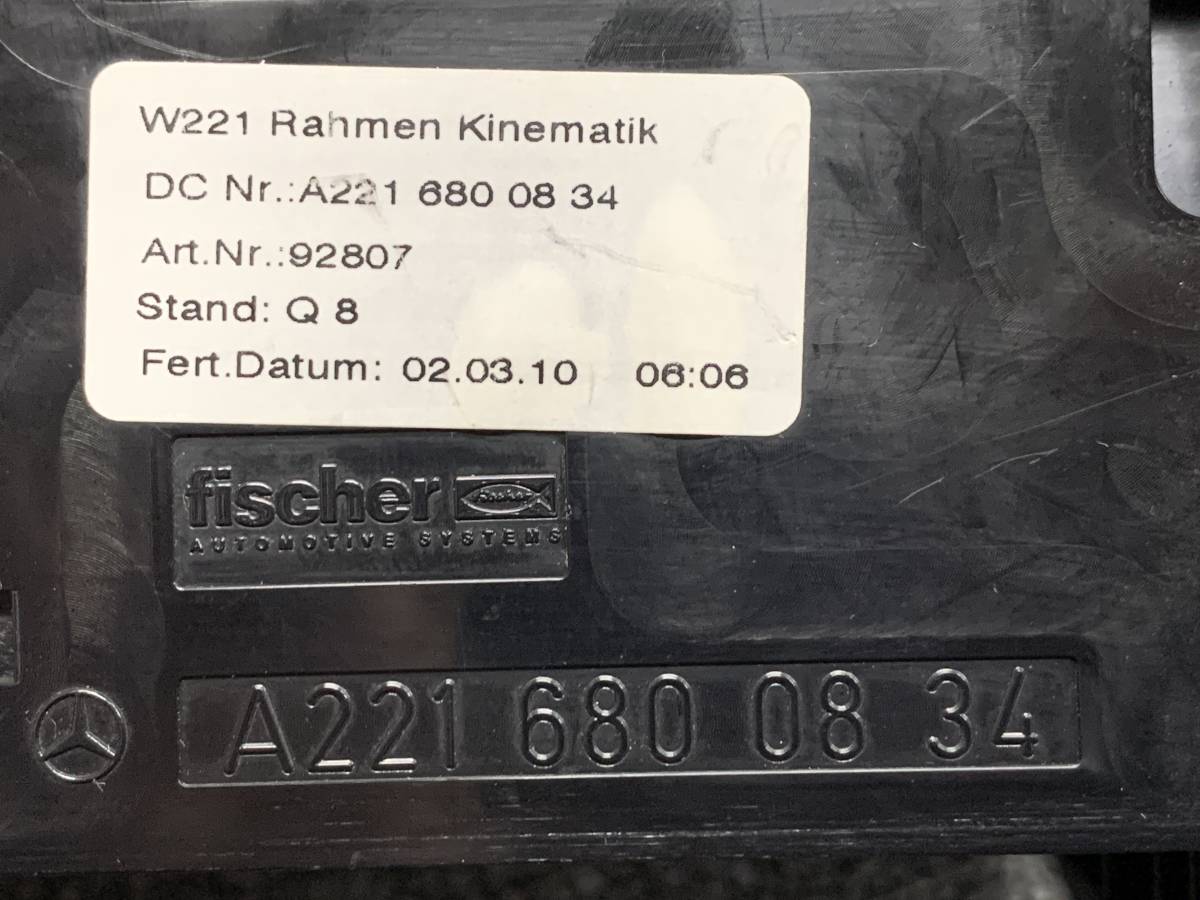 W221 Rahmen Kinematik
DC Nr.:A221 680 08 34
Art.Nr.:92807
Stand: Q 8
Fert.Datum: 02.03.10 06:06
fischer fischer
AUTOMOTIVE SYSTEMS
A221 680 08 34